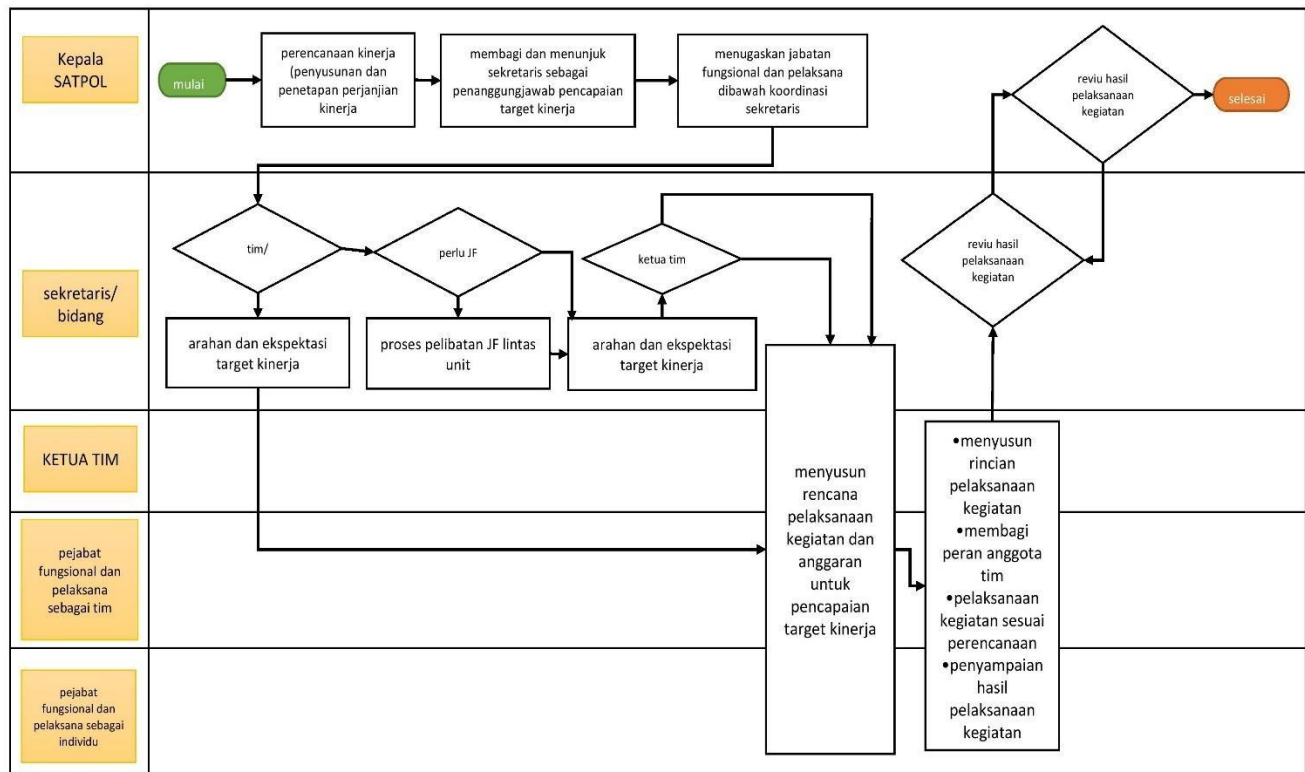 Kepala
SATPOL
mulai
perencanaan kinerja
(penyusunan dan
penetapan perjanjian
kinerja
membagi dan menunjuk
sekretaris sebagai
penanggungjawab pencapaian
target kinerja
menugaskan jabatan
fungsional dan pelaksana
dibawah koordinasi
sekretaris
reviu hasil
pelaksanaan
kegiatan
selesai
sekretaris/
bidang
tim/
perlu JF
ketua tim
reviu hasil
pelaksanaan
kegiatan
arahan dan ekspektasi
target kinerja
proses pelibatan JF lintas
unit
arahan dan ekspektasi
target kinerja
KETUA TIM
pejabat
fungsional dan
pelaksana
sebagai tim
pejabat
fungsional dan
pelaksana sebagai
individu
menyusun
rencana
pelaksanaan
kegiatan dan
anggaran
untuk
pencapaian
target kinerja
•menyusun
rincian
pelaksanaan
kegiatan
•membagi
peran anggota
tim
•pelaksanaan
kegiatan sesuai
perencanaan
•penyampaian
hasil
pelaksanaan
kegiatan